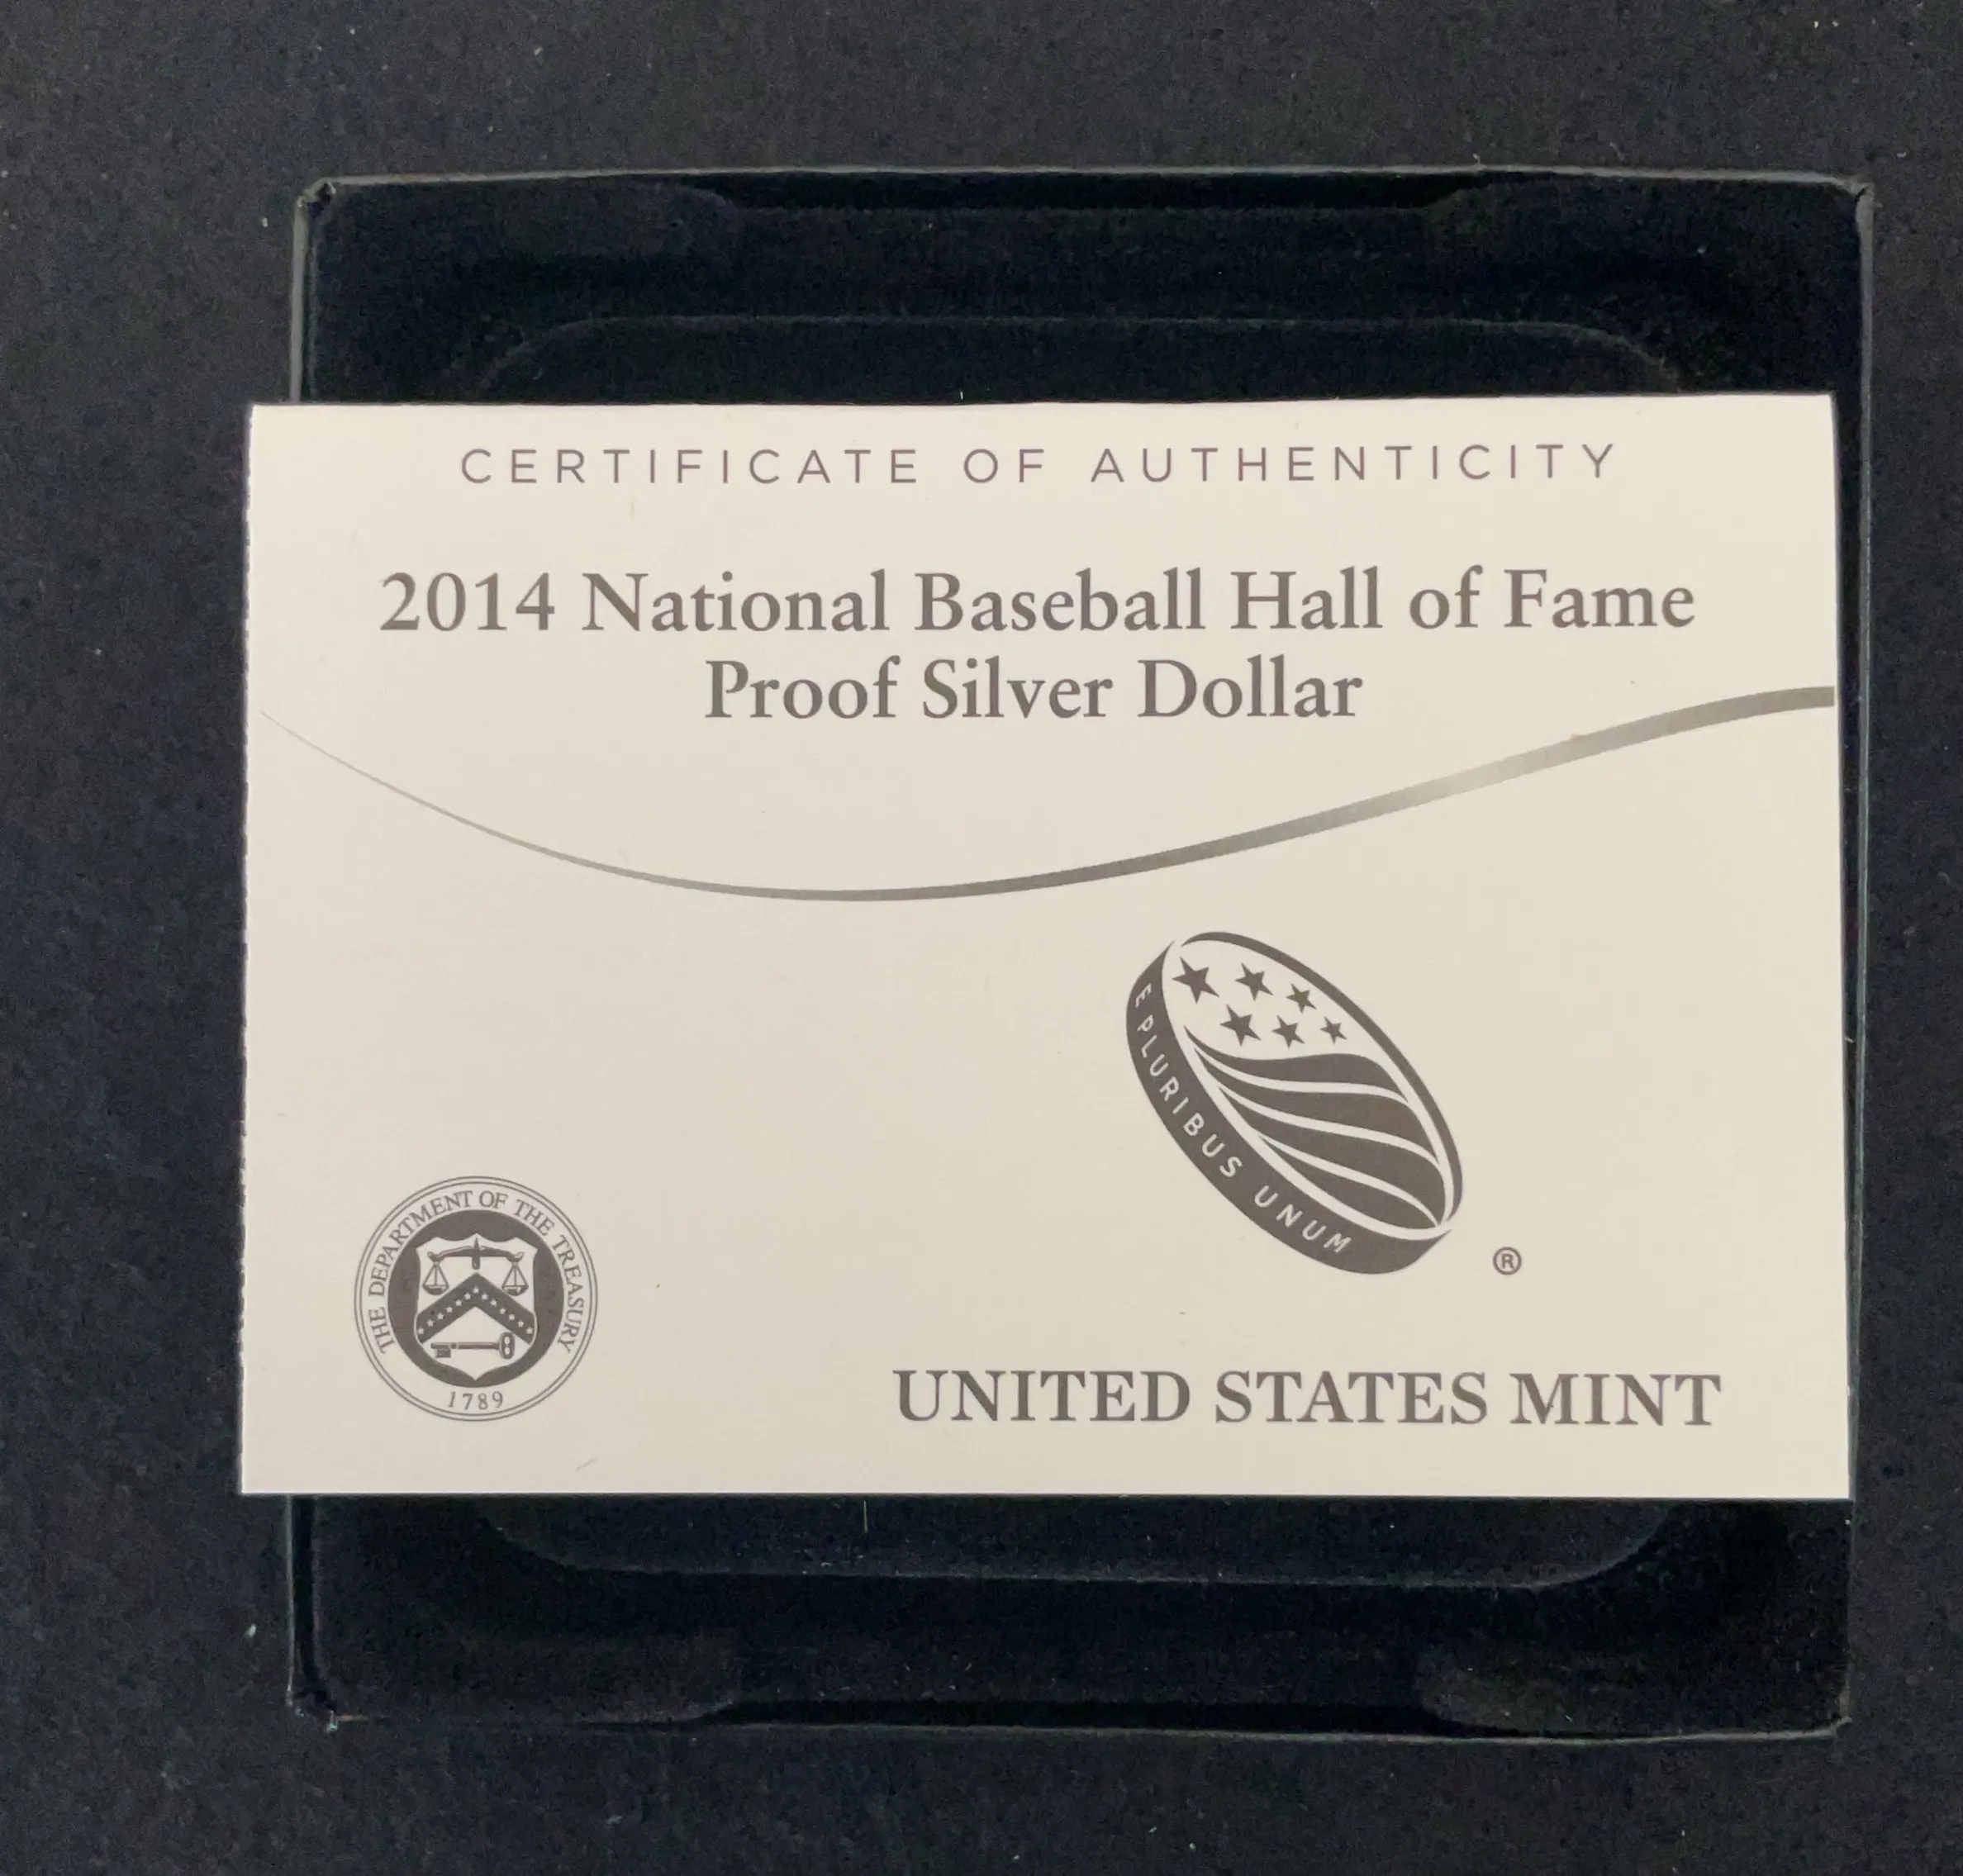 CERTIFICATE OF AUTHENTICITY
2014 National Baseball Hall of Fame
Proof Silver Dollar
E PLURIBUS UNUM
®
THE DEPARTMENT OF THE TREASURY
1789
UNITED STATES MINT